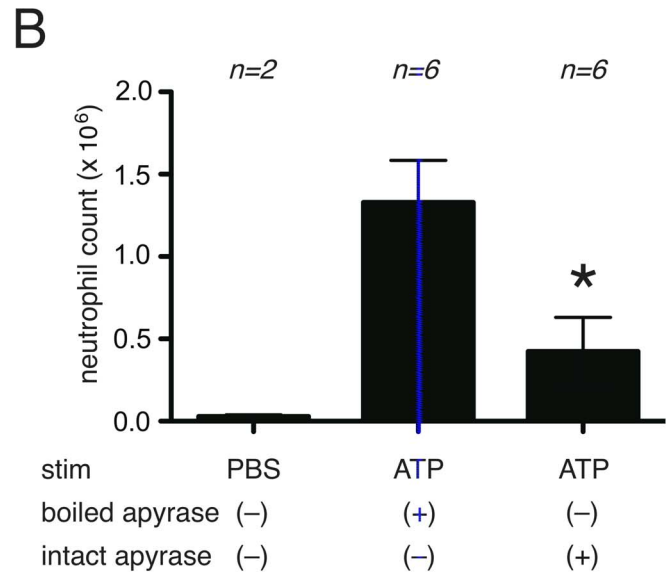 B
n=2 n=6 n=6
neutrophil count (x 10⁶)
2.0
1.5
1.0
0.5
0.0
*
stim PBS ATP ATP
boiled apyrase (–) (+) (–)
intact apyrase (–) (–) (+)